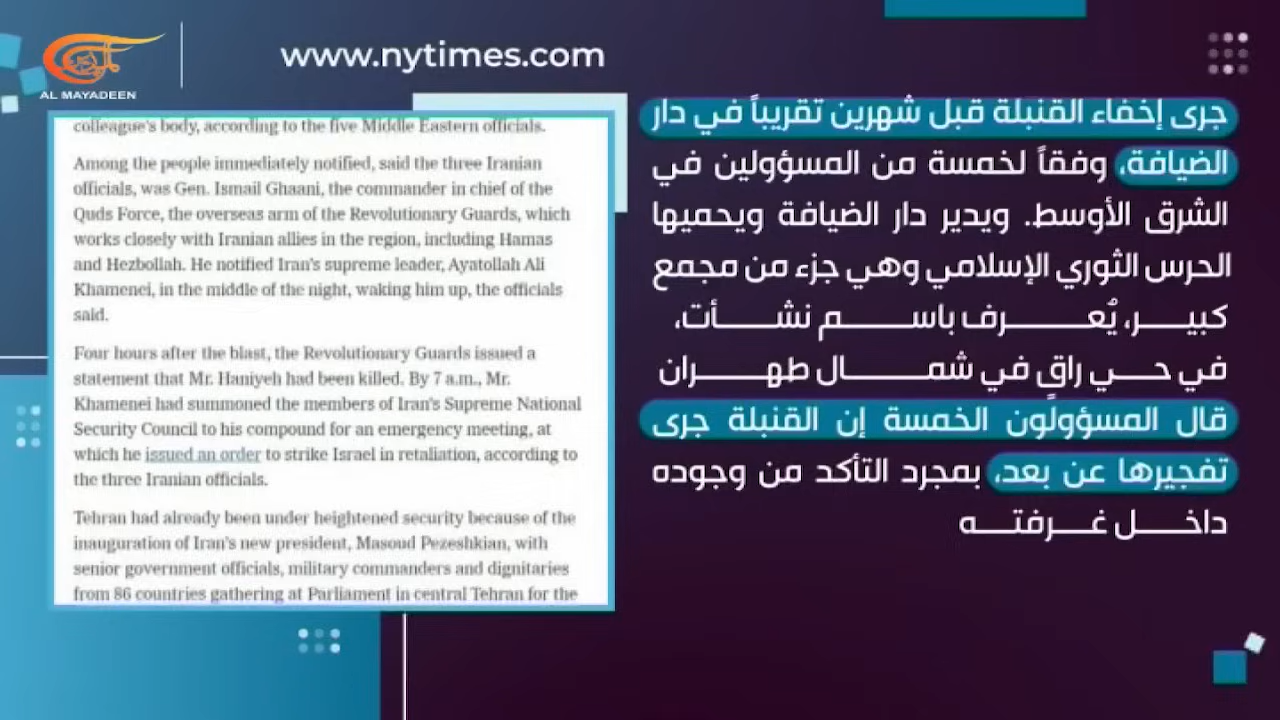 AL MAYADEEN
www.nytimes.com
colleague's body, according to the five Middle Eastern officials.
Among the people immediately notified, said the three Iranian
officials, was Gen. Ismail Ghaani, the commander in chief of the
Quds Force, the overseas arm of the Revolutionary Guards, which
works closely with Iranian allies in the region, including Hamas
and Hezbollah. He notified Iran's supreme leader, Ayatollah Ali
Khamenei, in the middle of the night, waking him up, the officials
said.
Four hours after the blast, the Revolutionary Guards issued a
statement that Mr. Haniyeh had been killed. By 7 a.m., Mr.
Khamenei had summoned the members of Iran's Supreme National
Security Council to his compound for an emergency meeting, at
which he issued an order to strike Israel in retaliation, according to
the three Iranian officials.
Tehran had already been under heightened security because of the
inauguration of Iran's new president, Masoud Pezeshkian, with
senior government officials, military commanders and dignitaries
from 86 countries gathering at Parliament in central Tehran for the
جرى إخفاء القنبلة قبل شهرين تقريباً في دار
الضيافة، وفقاً لخمسة من المسؤولين في
الشرق الأوسط. ويدير دار الضيافة ويحميها
الحرس الثوري الإسلامي وهي جزء من مجمع
كبيـــر، يُعـــــرف باســـــم نشـــــأت،
في حـــي راقٍ في شمـــــال طهـــــران
قال المسؤولون الخمسة إن القنبلة جرى
تفجيرها عن بعد، بمجرد التأكد من وجوده
داخـــل غـــرفتـــه